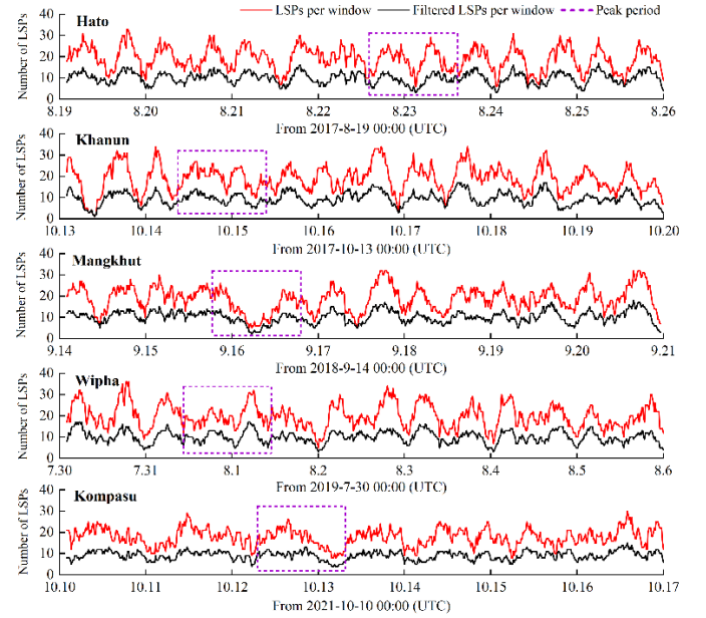 LSPs per window Filtered LSPs per window Peak period
Hato
Number of LSPs
40
30
20
10
0
8.19 8.20 8.21 8.22 8.23 8.24 8.25 8.26
From 2017-8-19 00:00 (UTC)
Khanun
Number of LSPs
40
30
20
10
0
10.13 10.14 10.15 10.16 10.17 10.18 10.19 10.20
From 2017-10-13 00:00 (UTC)
Mangkhut
Number of LSPs
40
30
20
10
0
9.14 9.15 9.16 9.17 9.18 9.19 9.20 9.21
From 2018-9-14 00:00 (UTC)
Wipha
Number of LSPs
40
30
20
10
0
7.30 7.31 8.1 8.2 8.3 8.4 8.5 8.6
From 2019-7-30 00:00 (UTC)
Kompasu
Number of LSPs
40
30
20
10
0
10.10 10.11 10.12 10.13 10.14 10.15 10.16 10.17
From 2021-10-10 00:00 (UTC)